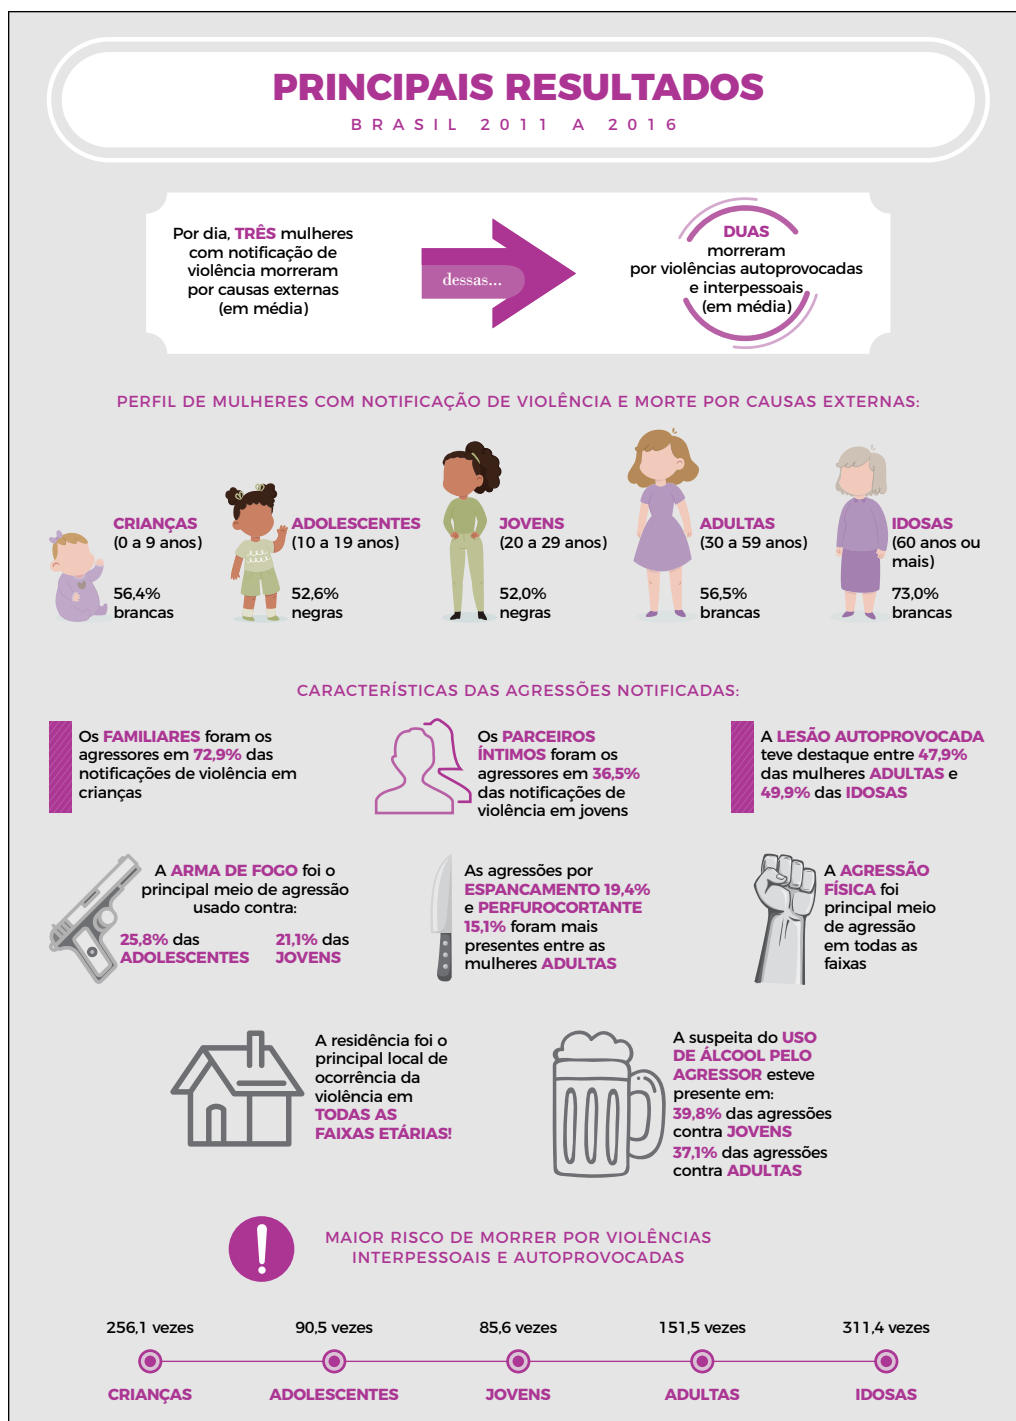 PRINCIPAIS RESULTADOS
BRASIL 2011 A 2016
Por dia, TRÊS mulheres
com notificação de
violência morreram
por causas externas
(em média)
dessas...
DUAS
morreram
por violências autoprovocadas
e interpessoais
(em média)
PERFIL DE MULHERES COM NOTIFICAÇÃO DE VIOLÊNCIA E MORTE POR CAUSAS EXTERNAS:
CRIANÇAS
(0 a 9 anos)
56,4%
brancas
ADOLESCENTES
(10 a 19 anos)
52,6%
negras
JOVENS
(20 a 29 anos)
52,0%
negras
ADULTAS
(30 a 59 anos)
56,5%
brancas
IDOSAS
(60 anos ou
mais)
73,0%
brancas
CARACTERÍSTICAS DAS AGRESSÕES NOTIFICADAS:
Os FAMILIARES foram os
agressores em 72,9% das
notificações de violência em
crianças
Os PARCEIROS
ÍNTIMOS foram os
agressores em 36,5%
das notificações de
violência em jovens
A LESÃO AUTOPROVOCADA
teve destaque entre 47,9%
das mulheres ADULTAS e
49,9% das IDOSAS
A ARMA DE FOGO foi o
principal meio de agressão
usado contra:
25,8% das
ADOLESCENTES
21,1% das
JOVENS
As agressões por
ESPANCAMENTO 19,4%
e PERFUROCORTANTE
15,1% foram mais
presentes entre as
mulheres ADULTAS
A AGRESSÃO
FÍSICA foi
principal meio
de agressão
em todas as
faixas
A residência foi o
principal local de
ocorrência da
violência em
TODAS AS
FAIXAS ETÁRIAS!
A suspeita do USO
DE ÁLCOOL PELO
AGRESSOR esteve
presente em:
39,8% das agressões
contra JOVENS
37,1% das agressões
contra ADULTAS
MAIOR RISCO DE MORRER POR VIOLÊNCIAS
INTERPESSOAIS E AUTOPROVOCADAS
256,1 vezes
CRIANÇAS
90,5 vezes
ADOLESCENTES
85,6 vezes
JOVENS
151,5 vezes
ADULTAS
311,4 vezes
IDOSAS